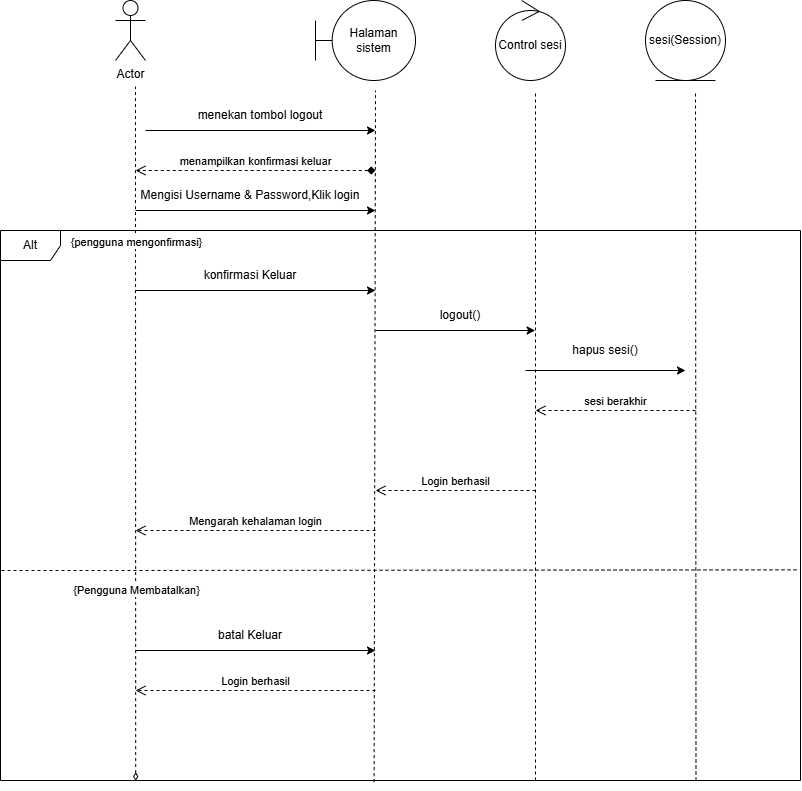 Halaman
sistem
Control sesi
sesi(Session)
Actor
menekan tombol logout
menampilkan konfirmasi keluar
Mengisi Username & Password,Klik login
Alt
{pengguna mengonfirmasi}
konfirmasi Keluar
logout()
hapus sesi()
sesi berakhir
Login berhasil
Mengarah kehalaman login
{Pengguna Membatalkan}
batal Keluar
Login berhasil